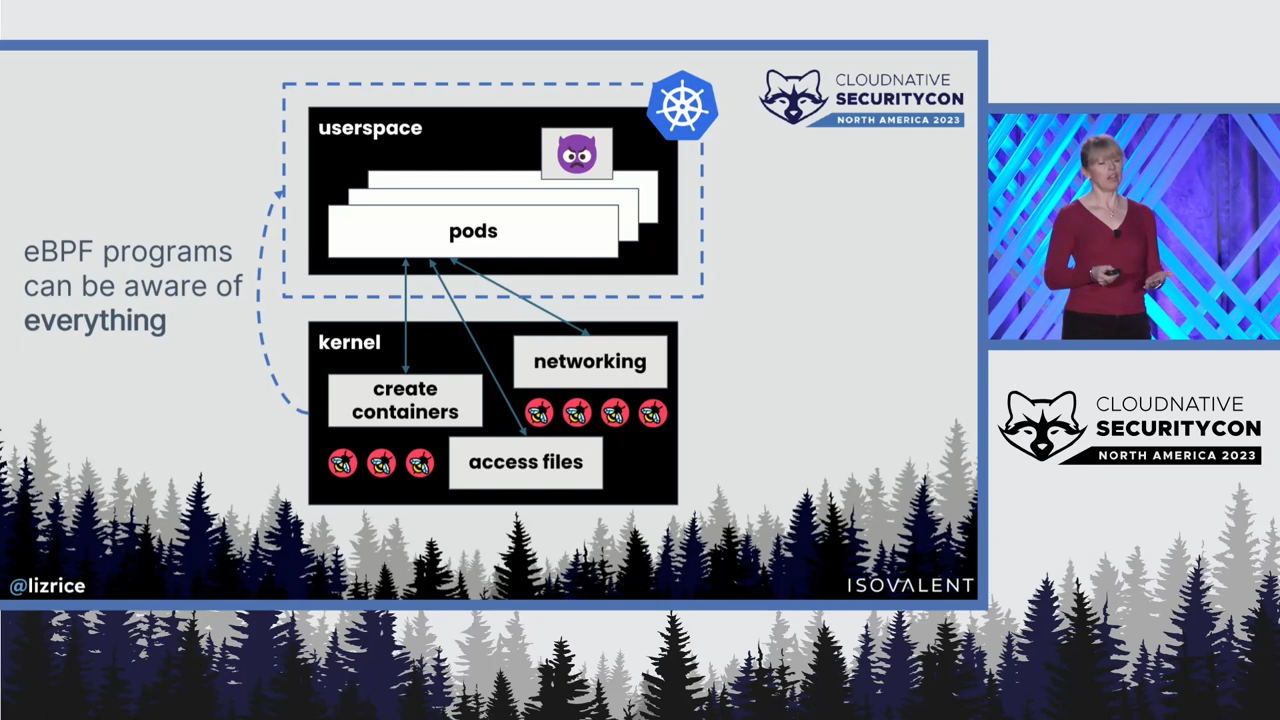 CLOUDNATIVE
SECURITYCON
NORTH AMERICA 2023
userspace
pods
eBPF programs
can be aware of
everything
kernel
networking
create
containers
access files
@lizrice
ISOVALENT
CLOUDNATIVE
SECURITYCON
NORTH AMERICA 2023